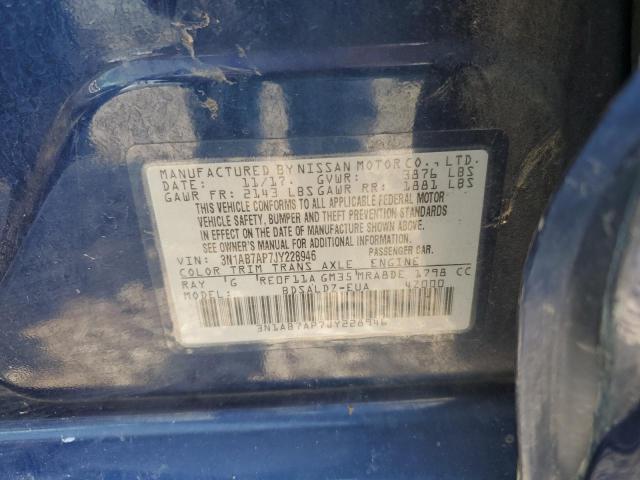 MANUFACTURED BY NISSAN MOTOR CO., LTD.
DATE: 11/17. GVWR: 3876 LBS
GAWR FR: 2143 LBS GAWR RR: 1881 LBS
THIS VEHICLE CONFORMS TO ALL APPLICABLE FEDERAL MOTOR
VEHICLE SAFETY, BUMPER AND THEFT PREVENTION STANDARDS
IN EFFECT ON THE DATE OF MANUFACTURE SHOWN ABOVE.
SEE OWNER'S MANUAL FOR ADDITIONAL INFORMATION.
VIN: 3N1AB7AP7JY228946 PASSENGER CAR.
COLOR TRIM TRANS AXLE ENGINE
RAY G RE0F11A GM35 MRA8DE 1798 CC
MODEL: BDSALD7-EUA 42000
3N1AB7AP7JY228946